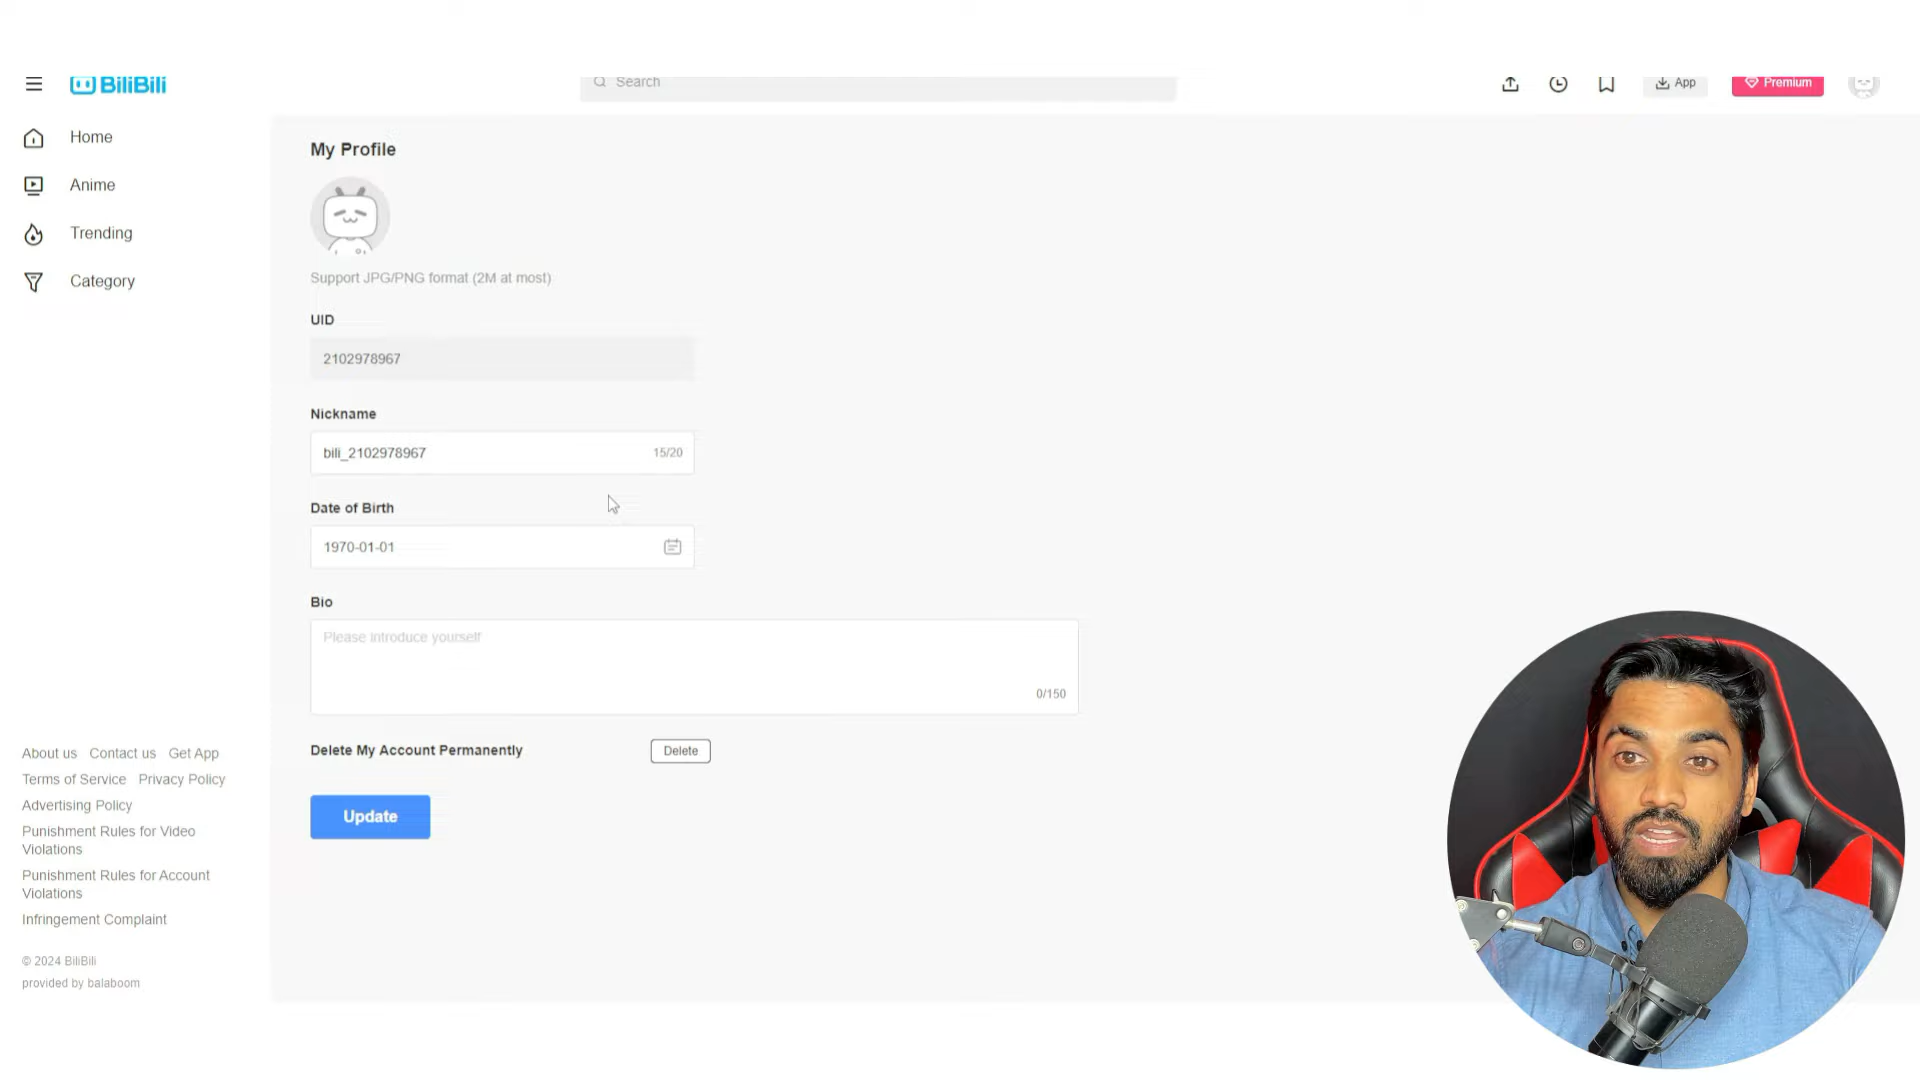 BiliBili
Search
App
Premium
Home
Anime
Trending
Category
My Profile
Support JPG/PNG format (2M at most)
UID
2102978967
Nickname
bili_2102978967
15/20
Date of Birth
1970-01-01
Bio
Please introduce yourself
0/150
Delete My Account Permanently
Delete
Update
About us Contact us Get App
Terms of Service Privacy Policy
Advertising Policy
Punishment Rules for Video
Violations
Punishment Rules for Account
Violations
Infringement Complaint
© 2024 BiliBili
provided by balaboom